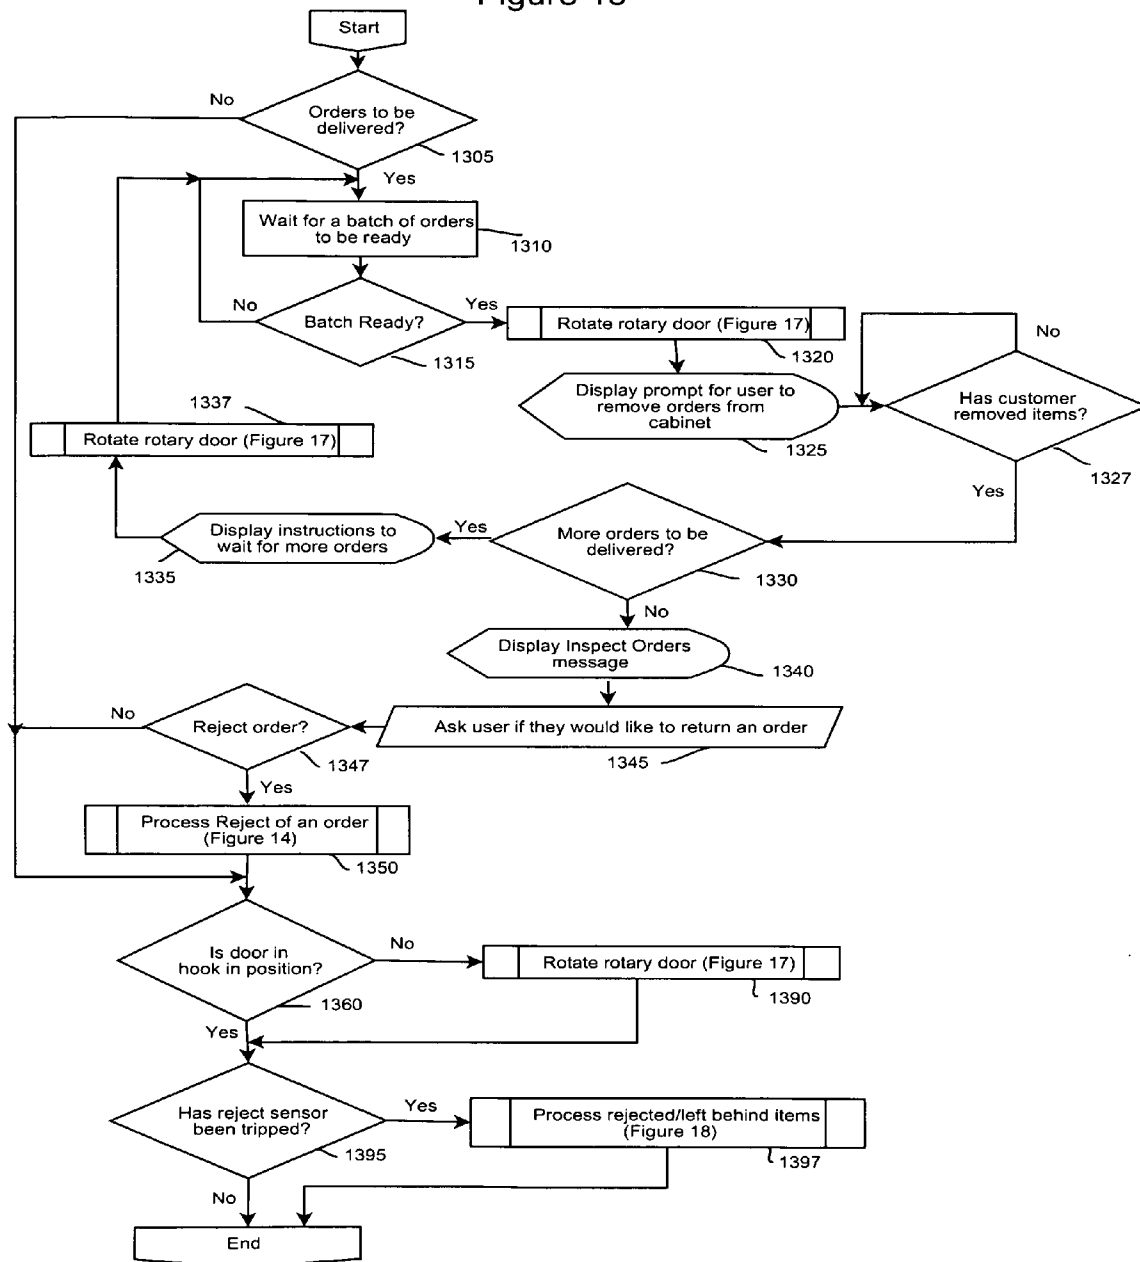 Start
No
Orders to be
delivered?
1305
Yes
Wait for a batch of orders
to be ready
1310
No
Batch Ready?
Yes
1315
Rotate rotary door (Figure 17)
1320
No
Display prompt for user to
remove orders from
cabinet
1325
Has customer
removed items?
1327
Yes
1337
Rotate rotary door (Figure 17)
Display instructions to
wait for more orders
1335
Yes
More orders to be
delivered?
1330
No
Display Inspect Orders
message
1340
No
Reject order?
1347
Ask user if they would like to return an order
1345
Yes
Process Reject of an order
(Figure 14)
1350
Is door in
hook in position?
1360
No
Rotate rotary door (Figure 17)
1390
Yes
Has reject sensor
been tripped?
1395
Yes
Process rejected/left behind items
(Figure 18)
1397
No
End